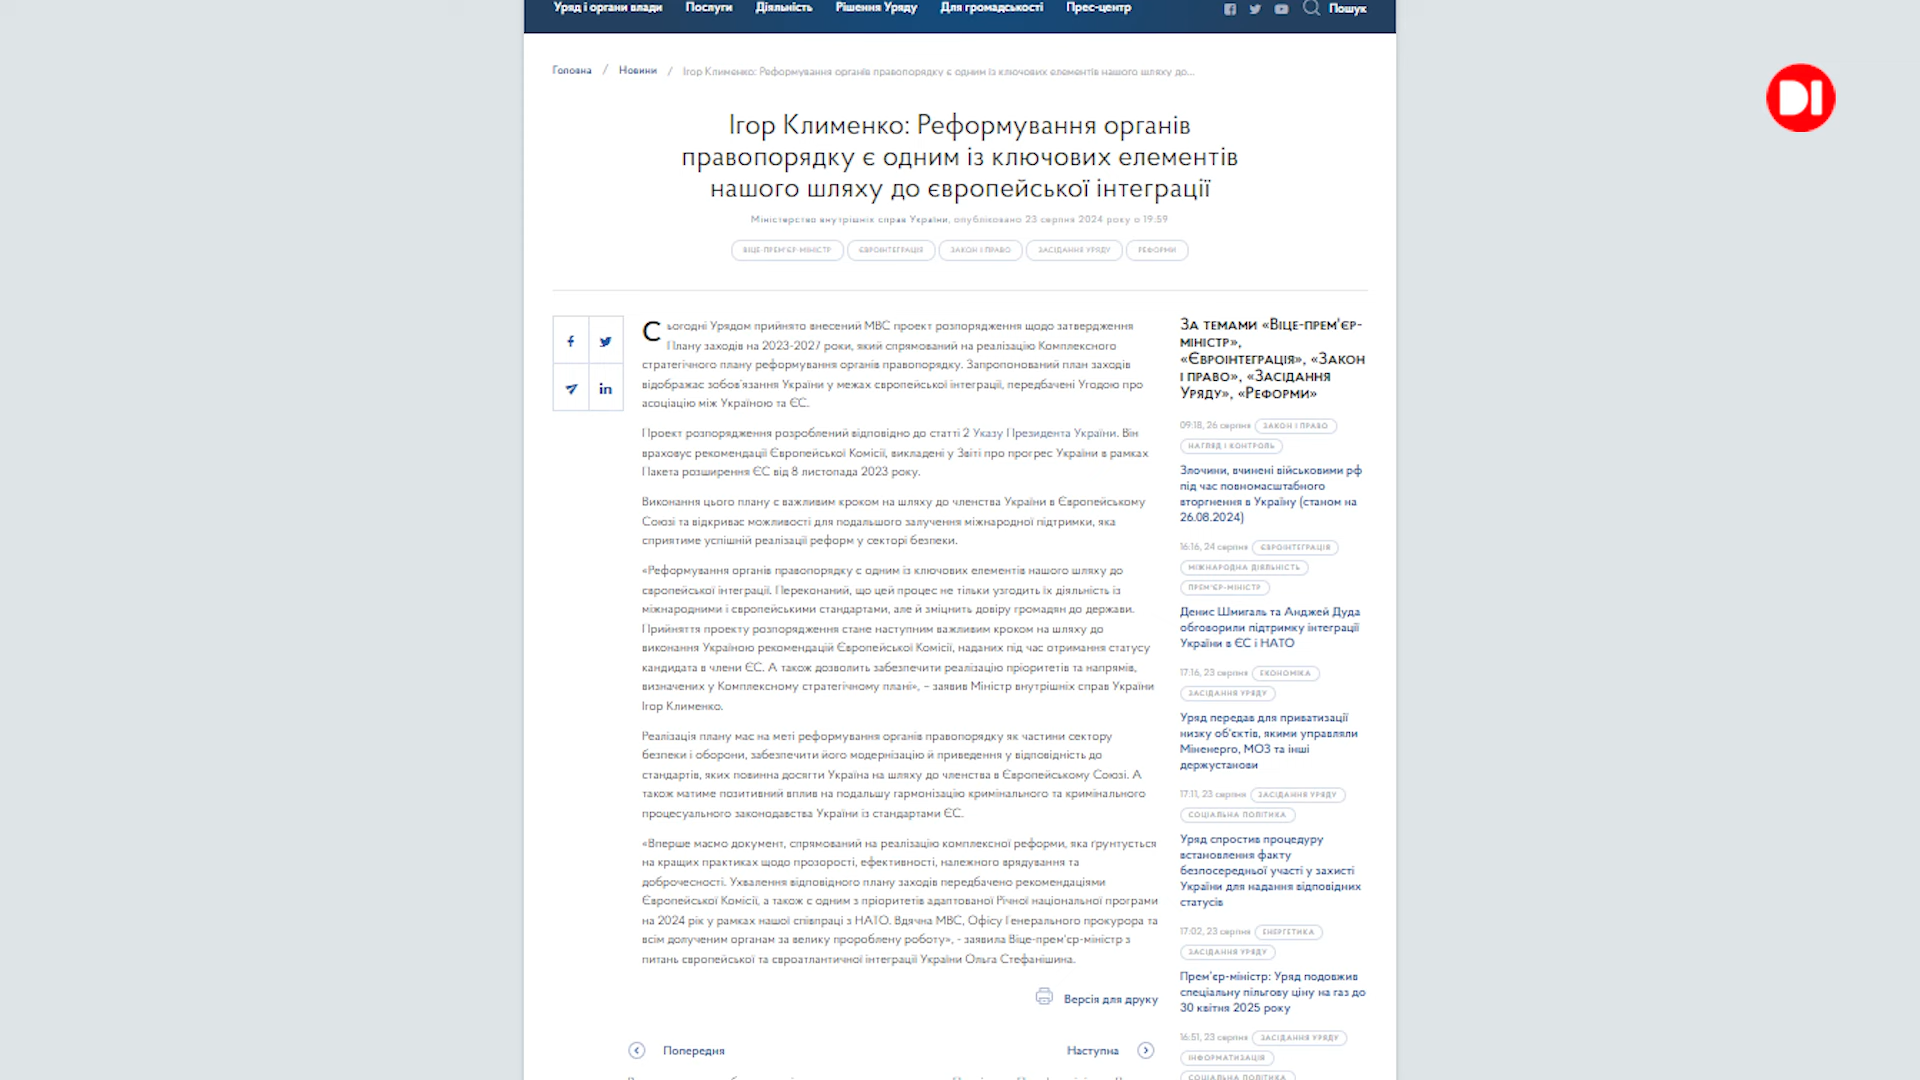 Уряд і органи влади Послуги Діяльність Рішення Уряду Для громадськості Прес-центр Пошук
DI
Головна / Новини / Ігор Клименко: Реформування органів правопорядку є одним із ключових елементів нашого шляху до...
Ігор Клименко: Реформування органів
правопорядку є одним із ключових елементів
нашого шляху до європейської інтеграції
Міністерство внутрішніх справ України, опубліковано 23 серпня 2024 року о 19:59
ВІЦЕ-ПРЕМ'ЄР-МІНІСТР ЄВРОІНТЕГРАЦІЯ ЗАКОН І ПРАВО ЗАСІДАННЯ УРЯДУ РЕФОРМИ
Сьогодні Урядом прийнято внесений МВС проект розпорядження щодо затвердження
Плану заходів на 2023-2027 роки, який спрямований на реалізацію Комплексного
стратегічного плану реформування органів правопорядку. Запропонований план заходів
відображає зобов'язання України у межах європейської інтеграції, передбачені Угодою про
асоціацію між Україною та ЄС.
Проект розпорядження розроблений відповідно до статті 2 Указу Президента України. Він
враховує рекомендації Європейської Комісії, викладені у Звіті про прогрес України в рамках
Пакета розширення ЄС від 8 листопада 2023 року.
Виконання цього плану є важливим кроком на шляху до членства України в Європейському
Союзі та відкриває можливості для подальшого залучення міжнародної підтримки, яка
сприятиме успішній реалізації реформ у секторі безпеки.
«Реформування органів правопорядку є одним із ключових елементів нашого шляху до
європейської інтеграції. Переконаний, що цей процес не тільки узгодить їх діяльність із
міжнародними і європейськими стандартами, але й зміцнить довіру громадян до держави.
Прийняття проекту розпорядження стане наступним важливим кроком на шляху до
виконання Україною рекомендацій Європейської Комісії, наданих під час отримання статусу
кандидата в члени ЄС. А також дозволить забезпечити реалізацію пріоритетів та напрямів,
визначених у Комплексному стратегічному плані», – заявив Міністр внутрішніх справ України
Ігор Клименко.
Реалізація плану має на меті реформування органів правопорядку як частини сектору
безпеки і оборони, забезпечити його модернізацію й приведення у відповідність до
стандартів, яких повинна досягти Україна на шляху до членства в Європейському Союзі. А
також матиме позитивний вплив на подальшу гармонізацію кримінального та кримінального
процесуального законодавства України із стандартами ЄС.
«Вперше маємо документ, спрямований на реалізацію комплексної реформи, яка ґрунтується
на кращих практиках щодо прозорості, ефективності, належного врядування та
доброчесності. Ухвалення відповідного плану заходів передбачено рекомендаціями
Європейської Комісії, а також є одним з пріоритетів адаптованої Річної національної програми
на 2024 рік у рамках нашої співпраці з НАТО. Вдячна МВС, Офісу Генерального прокурора та
всім долученим органам за велику пророблену роботу», - заявила Віце-прем'єр-міністр з
питань європейської та євроатлантичної інтеграції України Ольга Стефанішина.
Версія для друку
Попередня Наступна
За темами «Віце-прем'єр-
міністр»,
«Євроінтеграція», «Закон
і право», «Засідання
Уряду», «Реформи»
09:18, 26 серпня ЗАКОН І ПРАВО
НАГЛЯД І КОНТРОЛЬ
Злочини, вчинені військовими рф
під час повномасштабного
вторгнення в Україну (станом на
26.08.2024)
16:16, 24 серпня ЄВРОІНТЕГРАЦІЯ
МІЖНАРОДНА ДІЯЛЬНІСТЬ
ПРЕМ'ЄР-МІНІСТР
Денис Шмигаль та Анджей Дуда
обговорили підтримку інтеграції
України в ЄС і НАТО
17:16, 23 серпня ЕКОНОМІКА
ЗАСІДАННЯ УРЯДУ
Уряд передав для приватизації
низку об'єктів, якими управляли
Міненерго, МОЗ та інші
держустанови
17:11, 23 серпня ЗАСІДАННЯ УРЯДУ
СОЦІАЛЬНА ПОЛІТИКА
Уряд спростив процедуру
встановлення факту
безпосередньої участі у захисті
України для надання відповідних
статусів
17:02, 23 серпня ЕНЕРГЕТИКА
ЗАСІДАННЯ УРЯДУ
Прем'єр-міністр: Уряд подовжив
спеціальну пільгову ціну на газ до
30 квітня 2025 року
16:51, 23 серпня ЗАСІДАННЯ УРЯДУ
ІНФОРМАТИЗАЦІЯ
СОЦІАЛЬНА ПОЛІТИКА